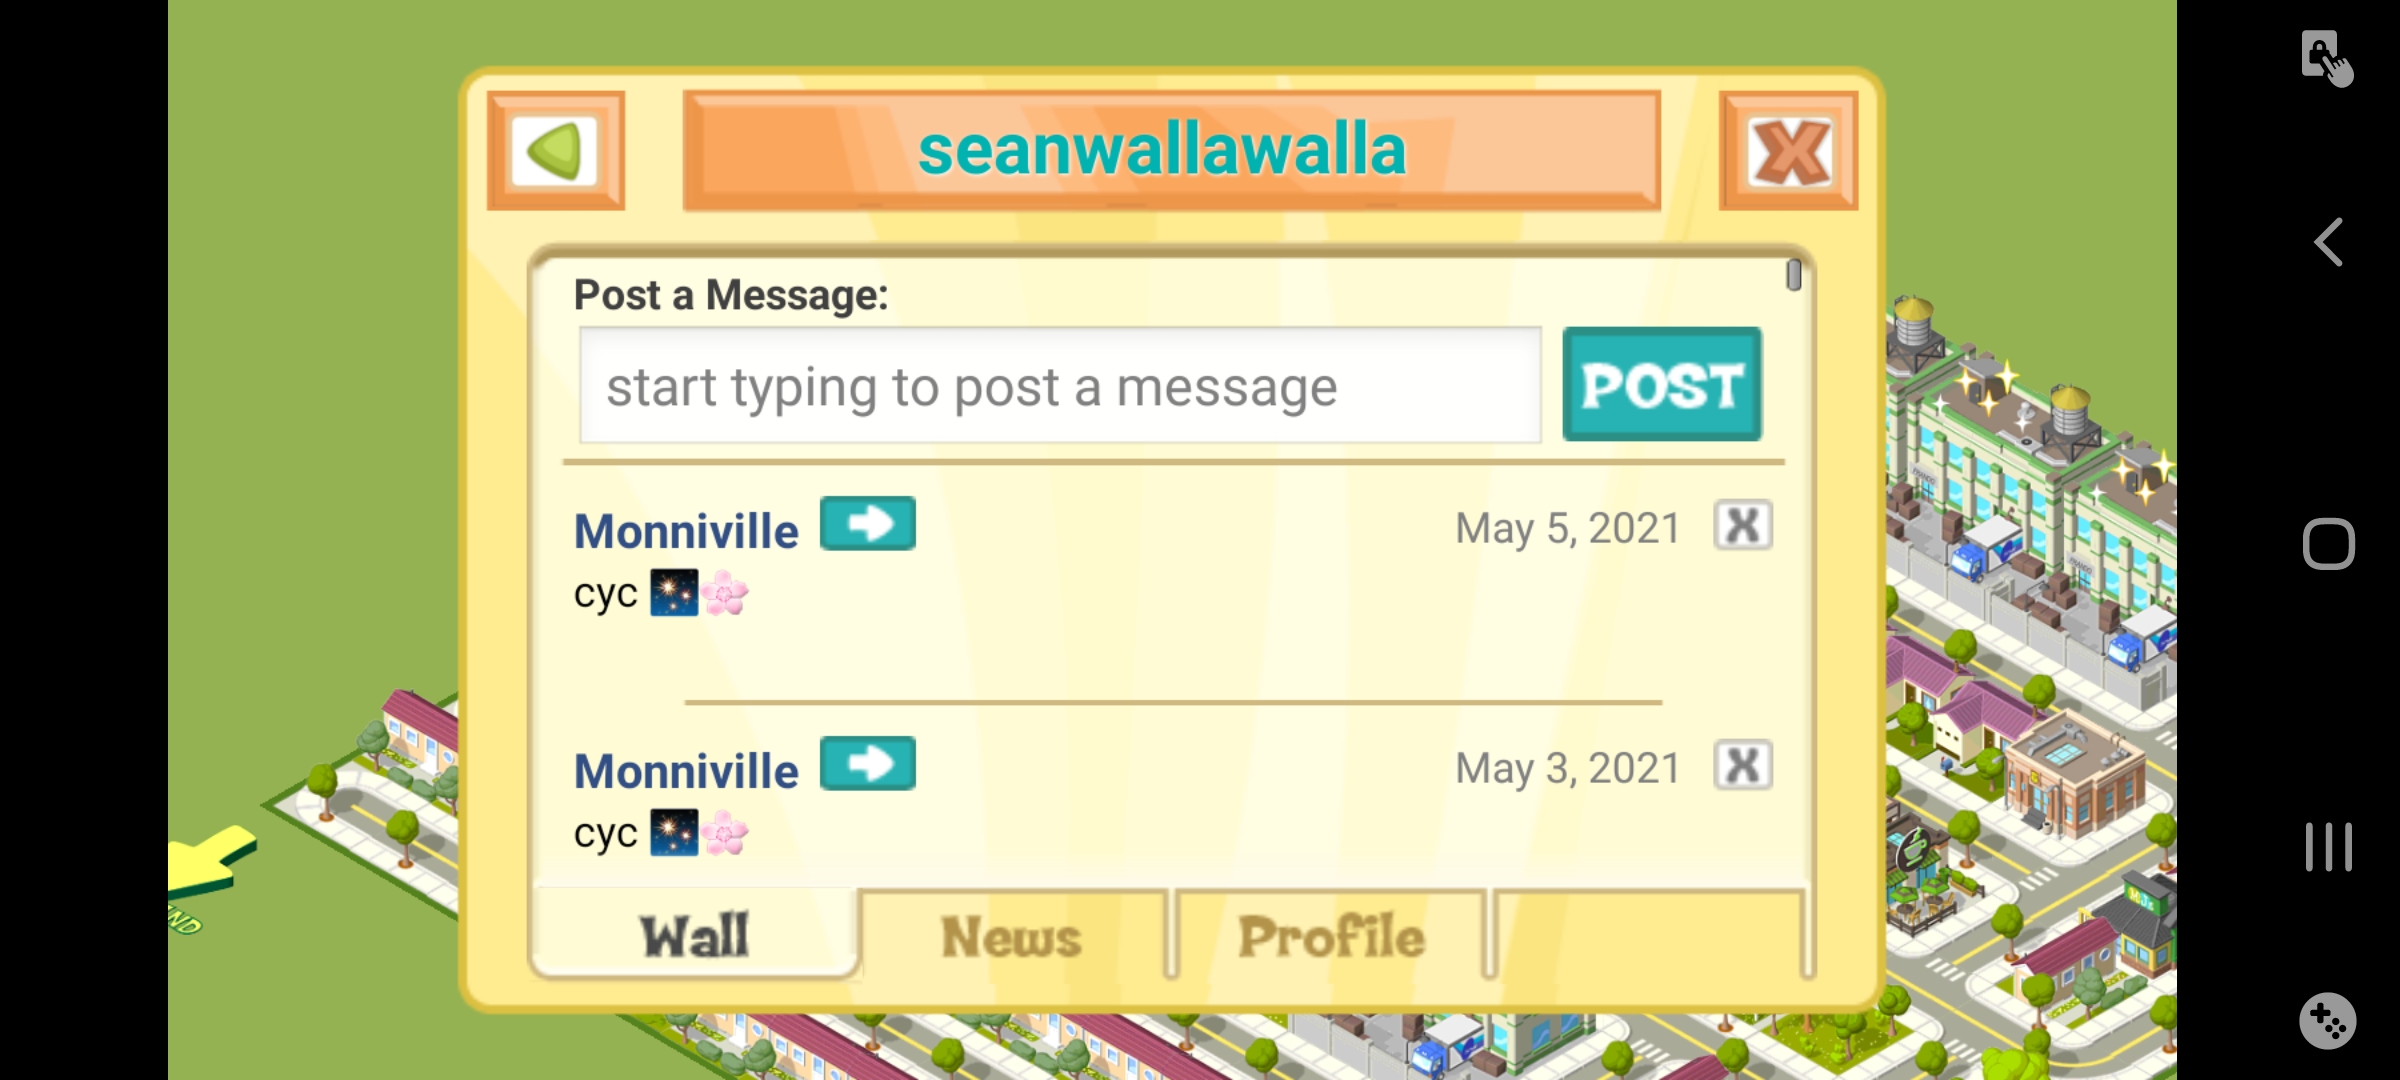 seanwallawalla
Post a Message:
start typing to post a message
POST
Monniville
May 5, 2021
cyc 🎇🌸
Monniville
May 3, 2021
cyc 🎇🌸
Wall
News
Profile